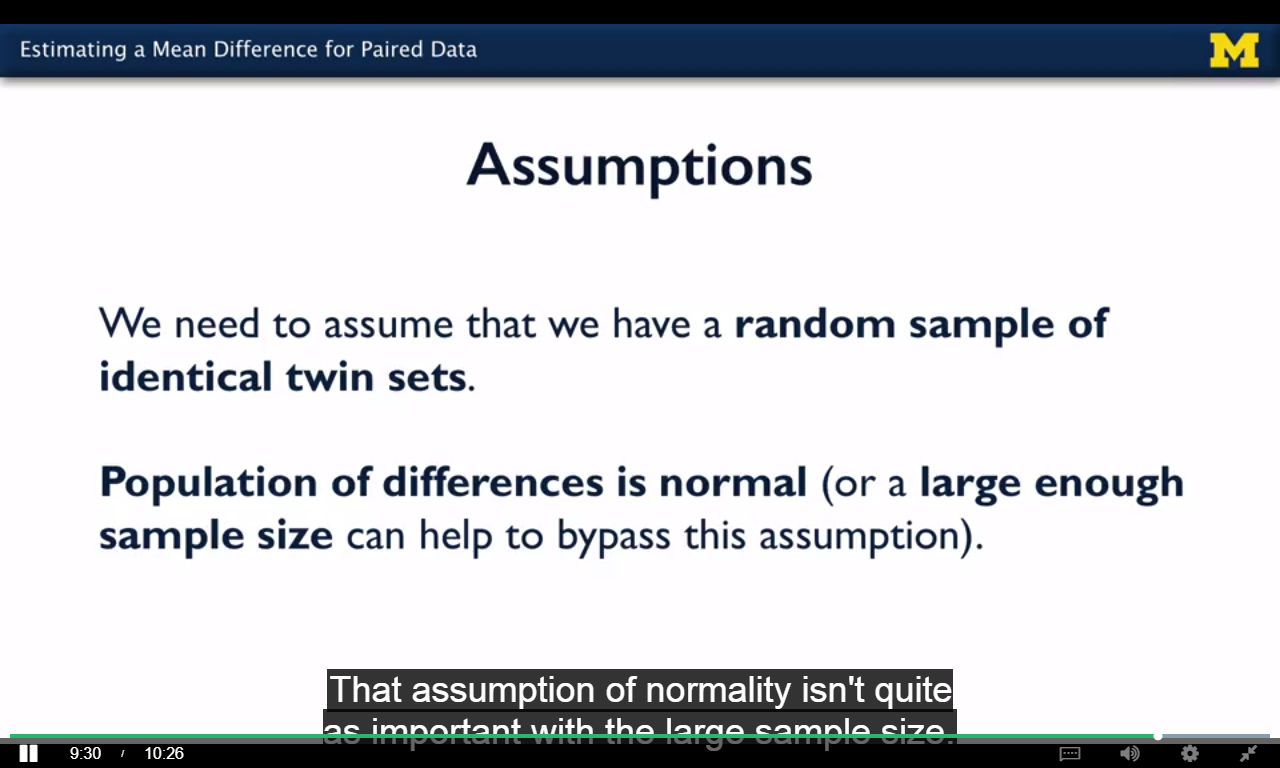 Estimating a Mean Difference for Paired Data
M
Assumptions
We need to assume that we have a random sample of
identical twin sets.
Population of differences is normal (or a large enough
sample size can help to bypass this assumption).
That assumption of normality isn't quite
as important with the large sample size.
9:30 / 10:26